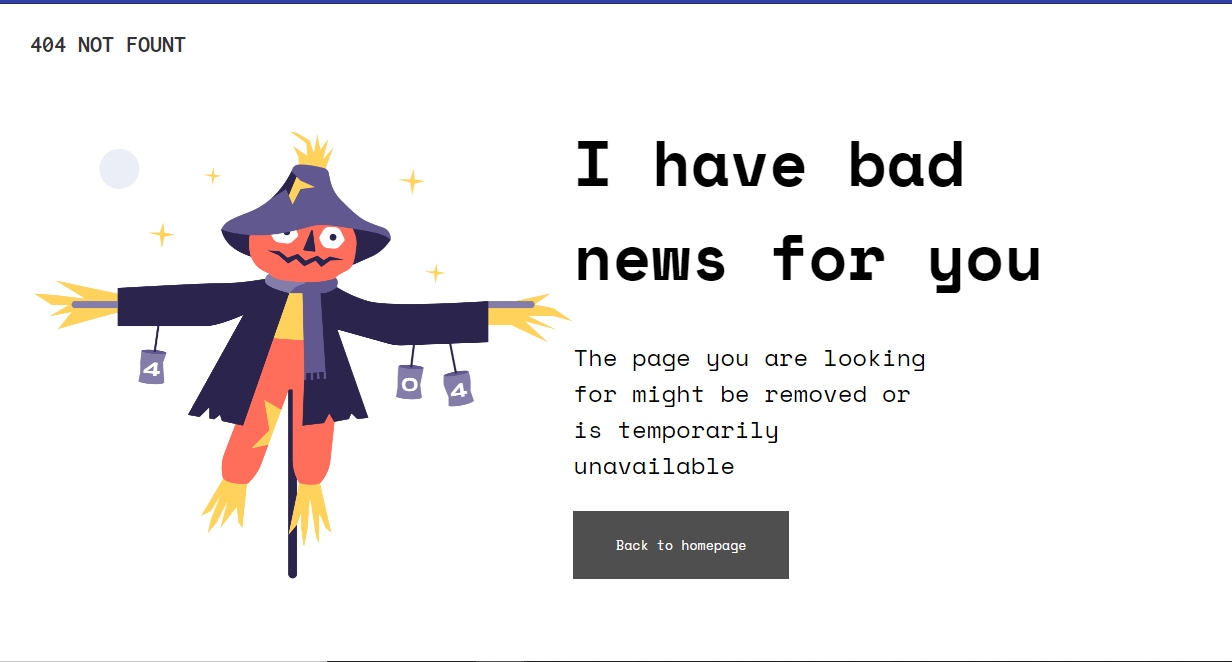 404 NOT FOUNT
I have bad
news for you
4
0
4
The page you are looking
for might be removed or
is temporarily
unavailable
Back to homepage